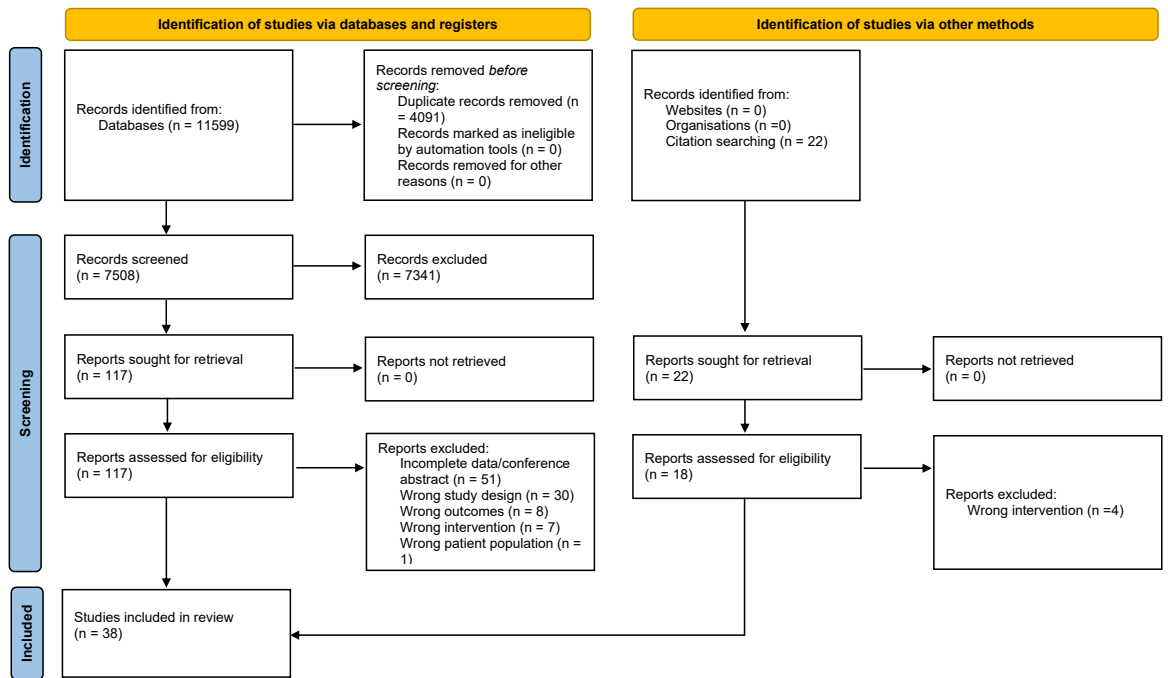 Identification of studies via databases and registers
Identification of studies via other methods
Identification
Records identified from:
Databases (n = 11599)
Records removed before
screening:
Duplicate records removed (n
= 4091)
Records marked as ineligible
by automation tools (n = 0)
Records removed for other
reasons (n = 0)
Records identified from:
Websites (n = 0)
Organisations (n =0)
Citation searching (n = 22)
Screening
Records screened
(n = 7508)
Records excluded
(n = 7341)
Reports sought for retrieval
(n = 117)
Reports not retrieved
(n = 0)
Reports sought for retrieval
(n = 22)
Reports not retrieved
(n = 0)
Reports assessed for eligibility
(n = 117)
Reports excluded:
Incomplete data/conference
abstract (n = 51)
Wrong study design (n = 30)
Wrong outcomes (n = 8)
Wrong intervention (n = 7)
Wrong patient population (n =
1)
Reports assessed for eligibility
(n = 18)
Reports excluded:
Wrong intervention (n =4)
Included
Studies included in review
(n = 38)